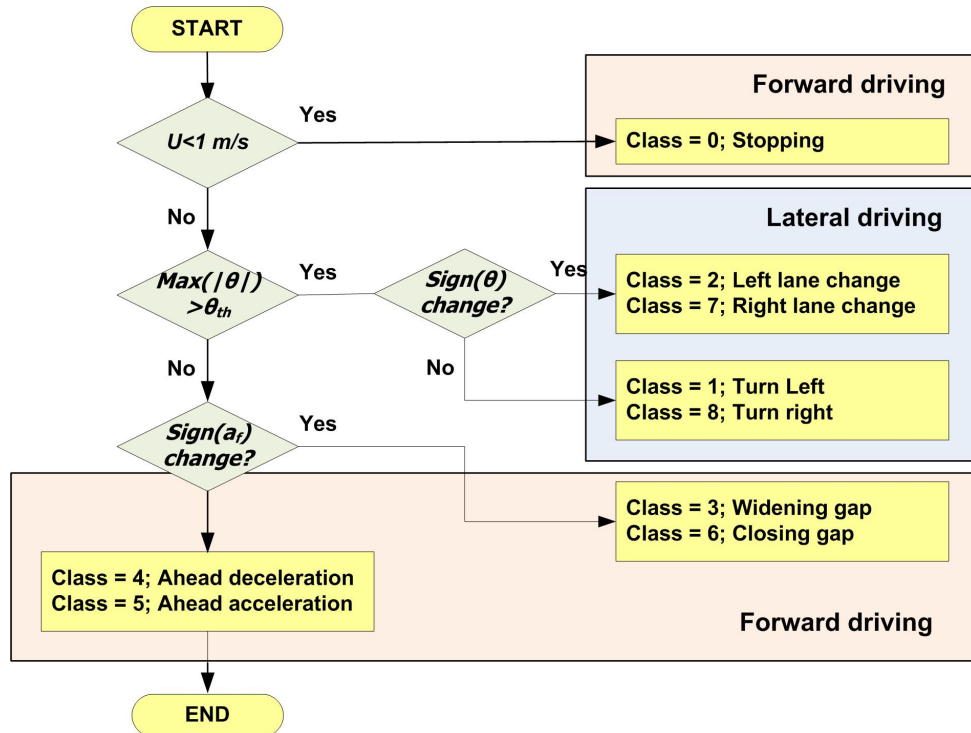 START
Forward driving
Yes
U<1 m/s
Class = 0; Stopping
No
Lateral driving
Max(|θ|)
>θth
Yes
Sign(θ)
change?
Yes
Class = 2; Left lane change
Class = 7; Right lane change
No
No
Class = 1; Turn Left
Class = 8; Turn right
Sign(af)
change?
Yes
Class = 3; Widening gap
Class = 6; Closing gap
Class = 4; Ahead deceleration
Class = 5; Ahead acceleration
Forward driving
END